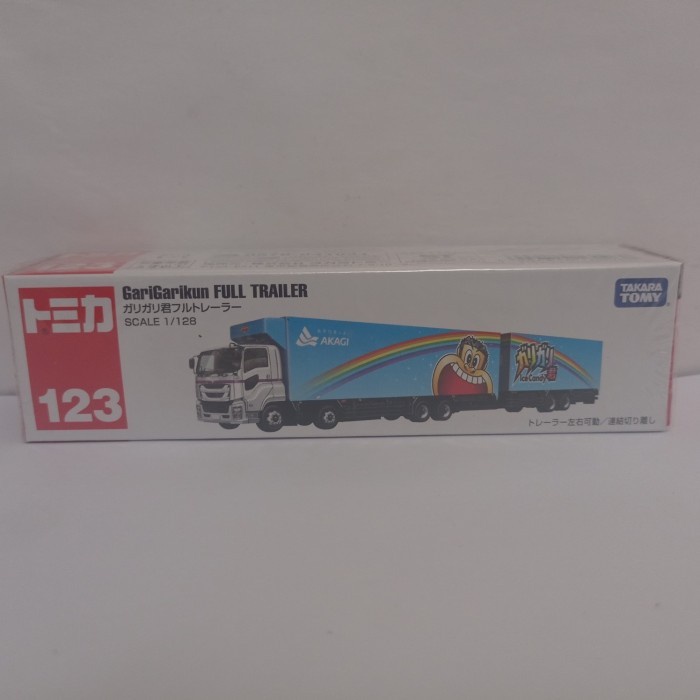 トミカ
123
GariGarikun FULL TRAILER
ガリガリ君フルトレーラー
SCALE 1/128
AKAGI
ガリガリ
Ice Candy
君
TAKARA
TOMY
トレーラー左右可動/連結切り離し